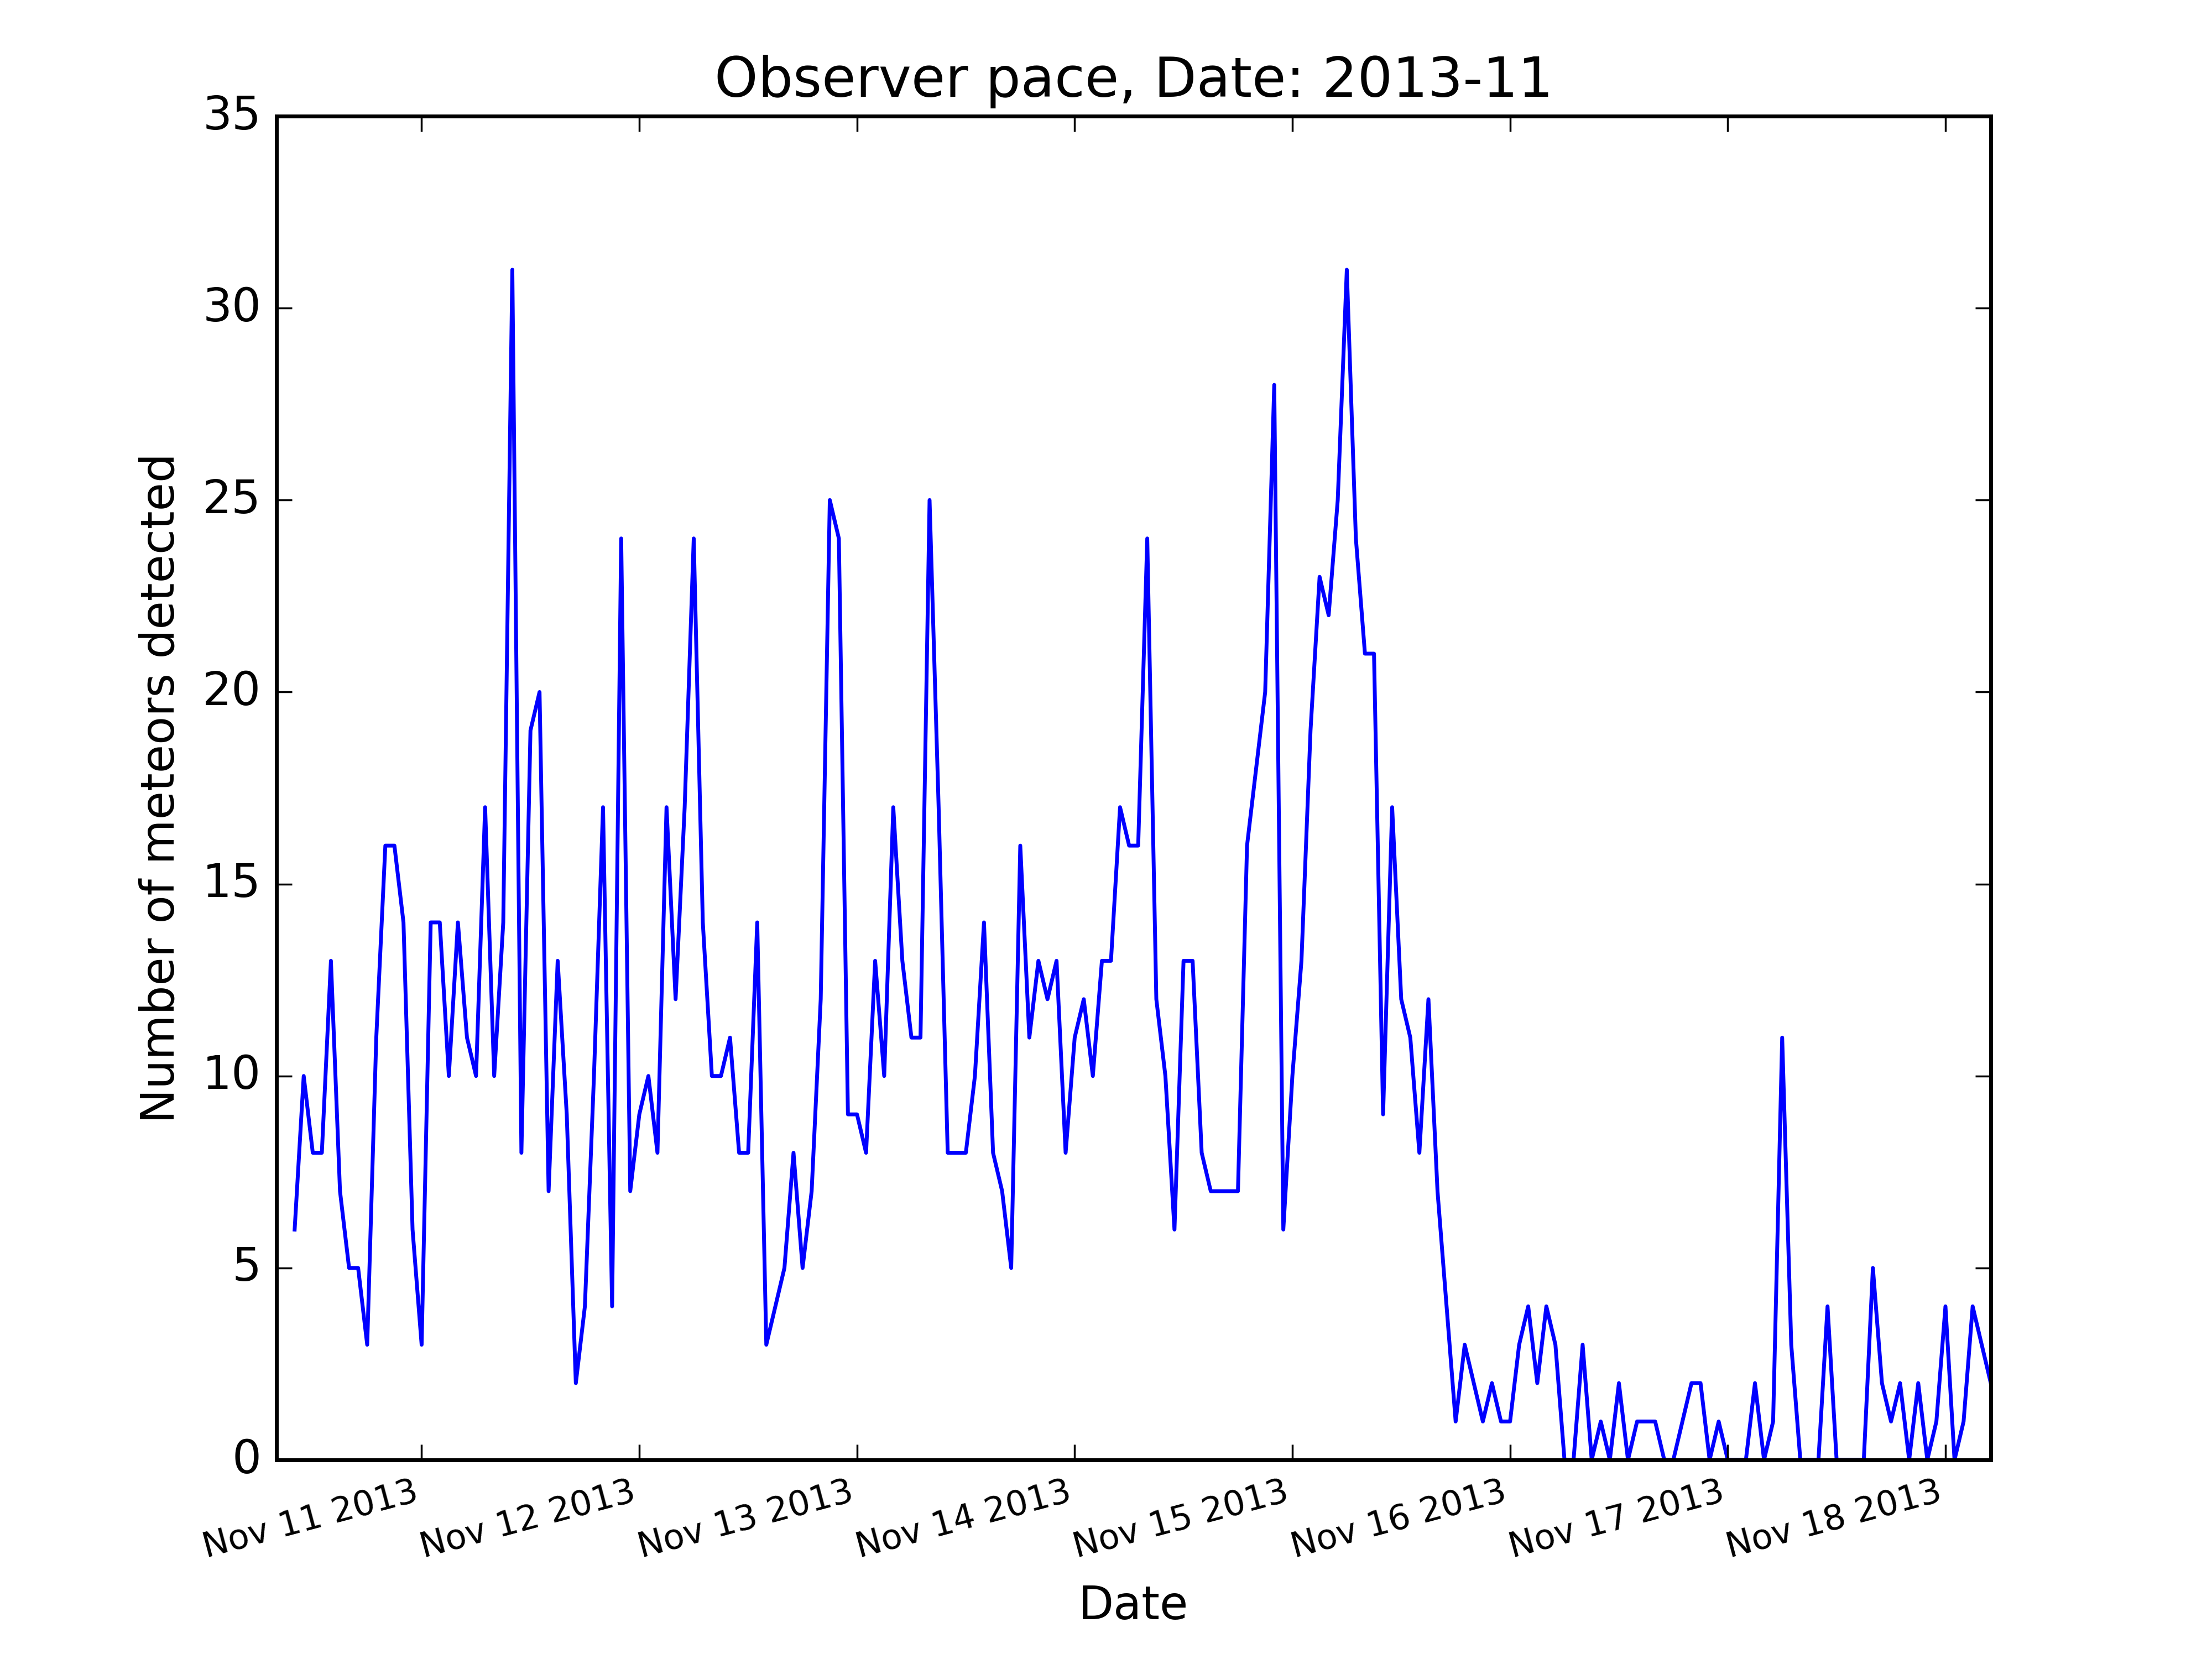 Observer pace, Date: 2013-11
35
30
25
20
15
10
5
0
Number of meteors detected
Nov 11 2013
Nov 12 2013
Nov 13 2013
Nov 14 2013
Nov 15 2013
Nov 16 2013
Nov 17 2013
Nov 18 2013
Date